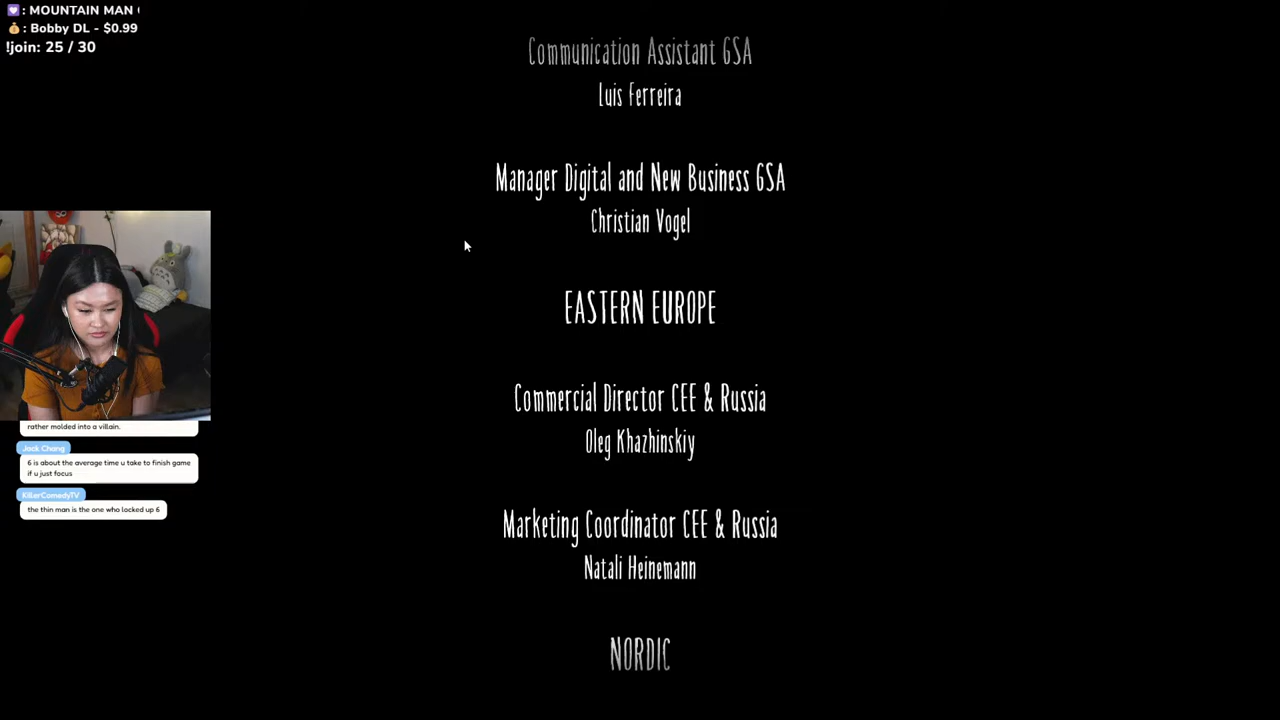 : MOUNTAIN MAN
: Bobby DL - $0.99
!join: 25 / 30
Communication Assistant GSA
Luis Ferreira
Manager Digital and New Business GSA
Christian Vogel
EASTERN EUROPE
Commercial Director CEE & Russia
Oleg Khazhinskiy
Marketing Coordinator CEE & Russia
Natali Heinemann
NORDIC
rather molded into a villain.
Jack Chang
6 is about the average time u take to finish game
if u just focus
KillerComedyTV
the thin man is the one who locked up 6